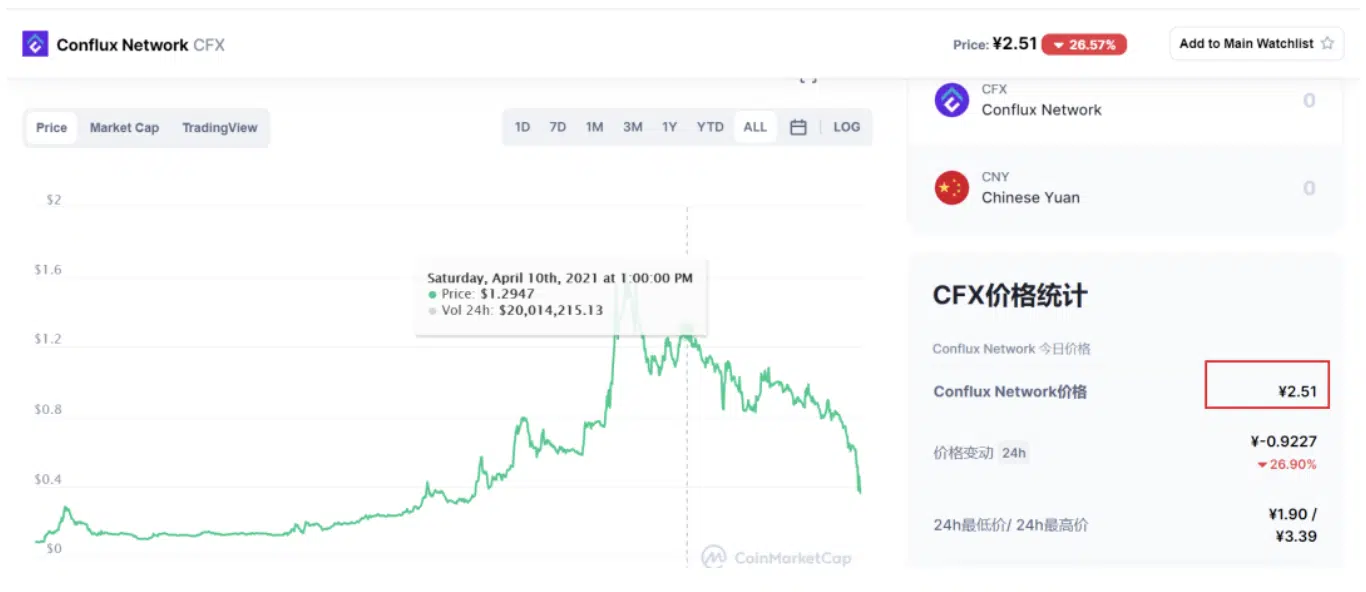 Conflux Network CFX
Price: ¥2.51 26.57%
Add to Main Watchlist
Price Market Cap TradingView
1D 7D 1M 3M 1Y YTD ALL LOG
$2
$1.6
$1.2
$0.8
$0.4
$0
Saturday, April 10th, 2021 at 1:00:00 PM
Price: $1.2947
Vol 24h: $20,014,215.13
CoinMarketCap
CFX
Conflux Network 0
CNY
Chinese Yuan 0
CFX价格统计
Conflux Network 今日价格
Conflux Network价格 ¥2.51
价格变动 24h ¥-0.9227
26.90%
24h最低价/ 24h最高价 ¥1.90 /
¥3.39